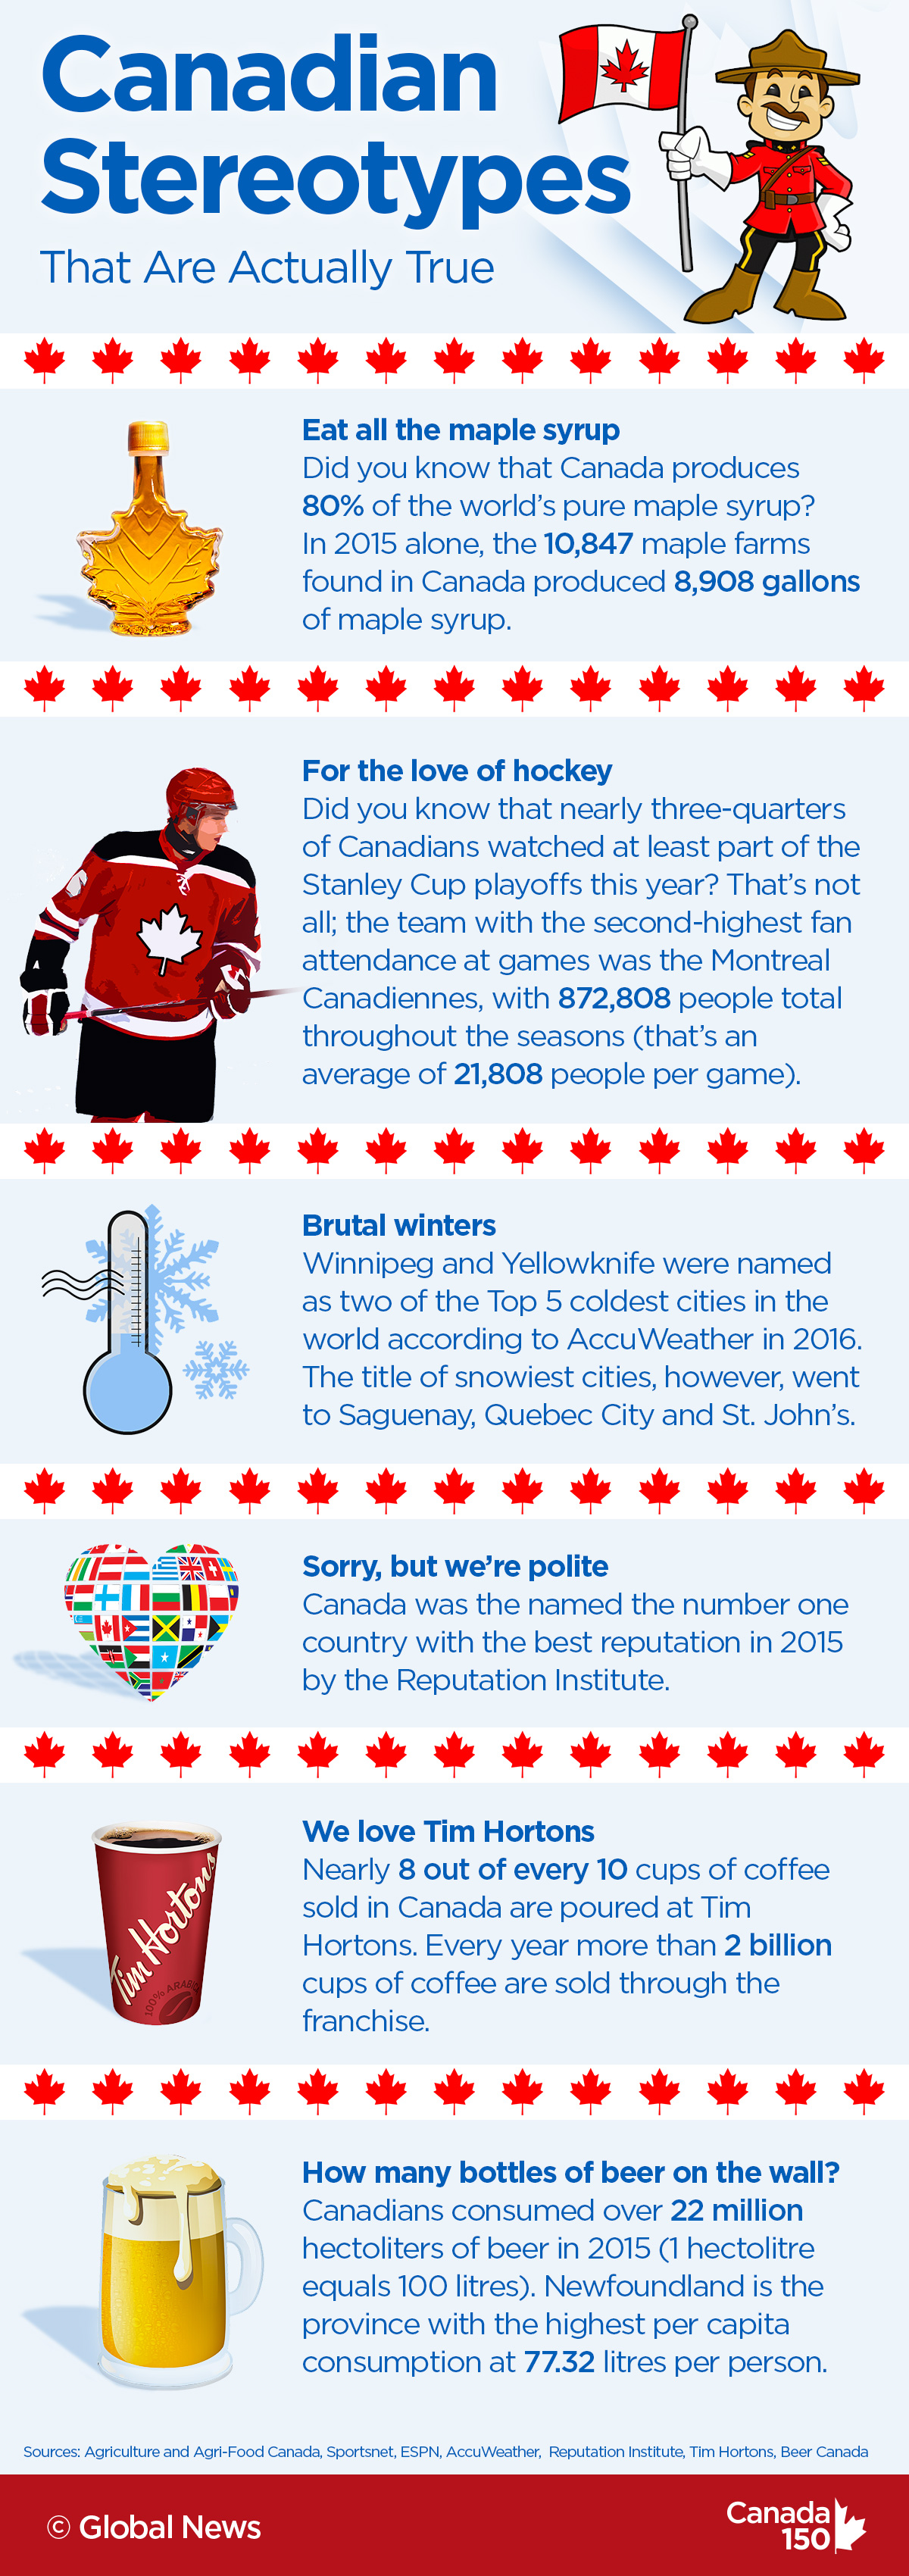 Canadian
Stereotypes
That Are Actually True
Eat all the maple syrup
Did you know that Canada produces
80% of the world’s pure maple syrup?
In 2015 alone, the 10,847 maple farms
found in Canada produced 8,908 gallons
of maple syrup.
For the love of hockey
Did you know that nearly three-quarters
of Canadians watched at least part of the
Stanley Cup playoffs this year? That’s not
all; the team with the second-highest fan
attendance at games was the Montreal
Canadiennes, with 872,808 people total
throughout the seasons (that’s an
average of 21,808 people per game).
Brutal winters
Winnipeg and Yellowknife were named
as two of the Top 5 coldest cities in the
world according to AccuWeather in 2016.
The title of snowiest cities, however, went
to Saguenay, Quebec City and St. John’s.
Sorry, but we’re polite
Canada was the named the number one
country with the best reputation in 2015
by the Reputation Institute.
Tim Hortons
100% ARABI
We love Tim Hortons
Nearly 8 out of every 10 cups of coffee
sold in Canada are poured at Tim
Hortons. Every year more than 2 billion
cups of coffee are sold through the
franchise.
How many bottles of beer on the wall?
Canadians consumed over 22 million
hectoliters of beer in 2015 (1 hectolitre
equals 100 litres). Newfoundland is the
province with the highest per capita
consumption at 77.32 litres per person.
Sources: Agriculture and Agri-Food Canada, Sportsnet, ESPN, AccuWeather, Reputation Institute, Tim Hortons, Beer Canada
© Global News
Canada
150